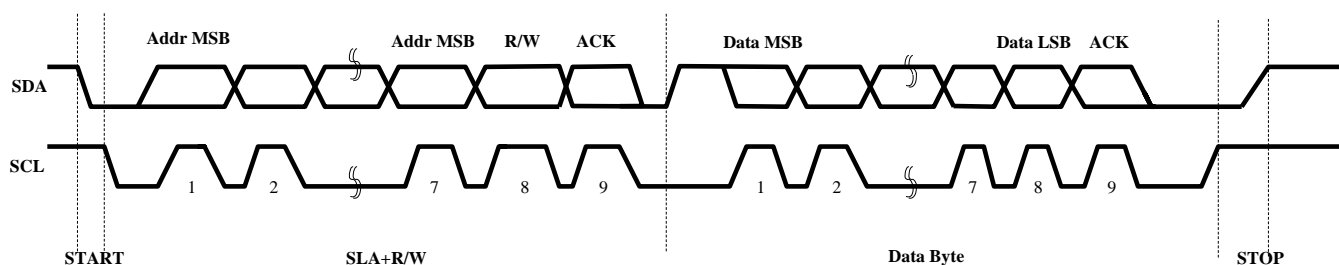 Addr MSB Addr MSB R/W ACK Data MSB Data LSB ACK
SDA
SCL
1 2 7 8 9 1 2 7 8 9
START SLA+R/W Data Byte STOP